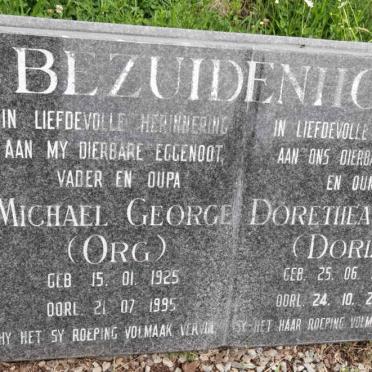 BEZUIDENHO
IN LIEFDEVOLLE HERINNERING
AAN MY DIERBARE EGGENOOT,
VADER EN OUPA
MICHAEL GEORGE
(ORG)
GEB. 15. 01. 1925
OORL. 21. 07. 1995
HY HET SY ROEPING VOLMAAK VERVUL
IN LIEFDEVOLLE
AAN ONS DIERBA
EN OU
DORETHEA
(DOR
GEB. 25. 06.
OORL. 24. 10. 2
SY HET HAAR ROEPING VOLM